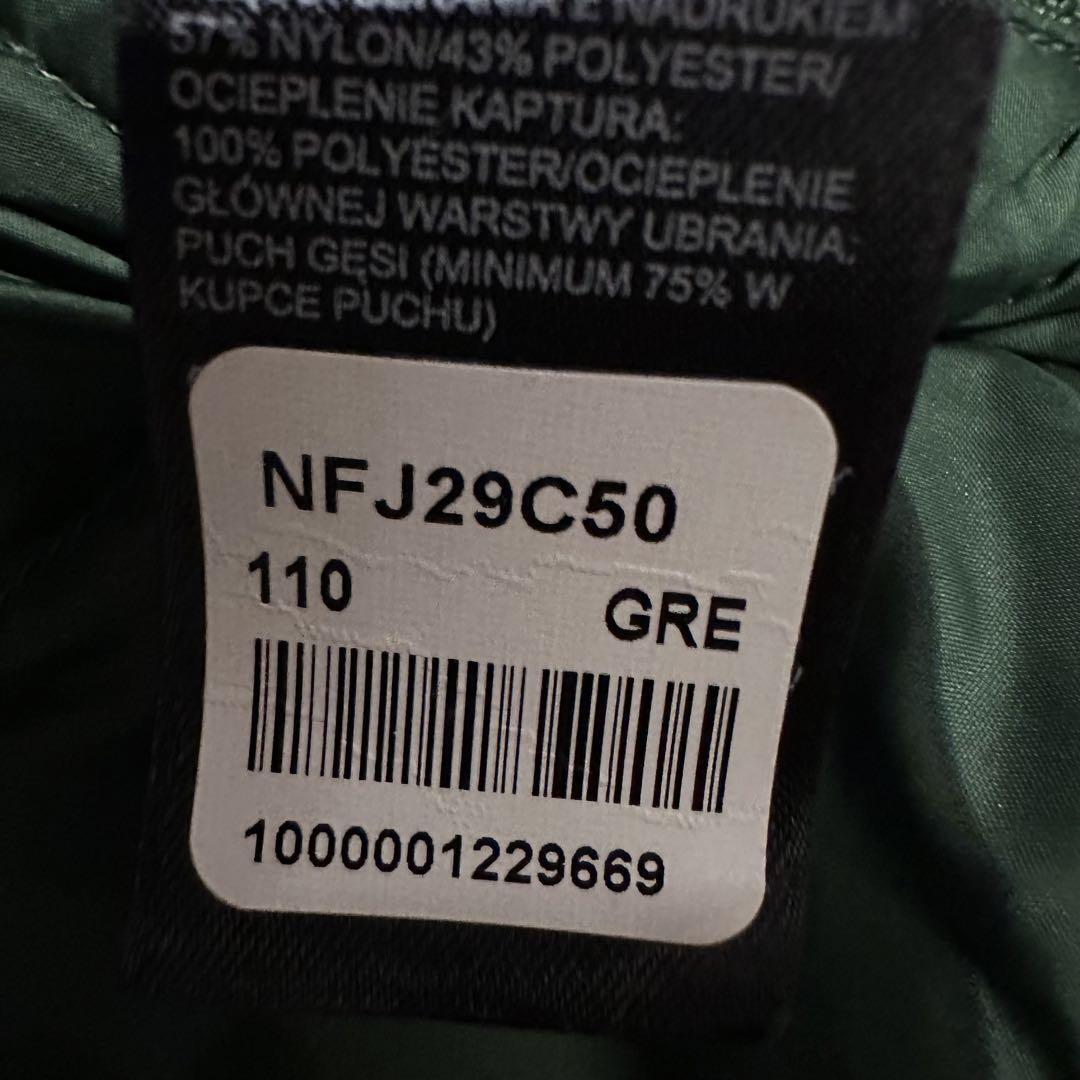 NADRUKIEM:
57% NYLON/43% POLYESTER/
OCIEPLENIE KAPTURA:
100% POLYESTER/OCIEPLENIE
GŁÓWNEJ WARSTWY UBRANIA:
PUCH GĘSI (MINIMUM 75% W
KUPCE PUCHU)
NFJ29C50
110 GRE
1000001229669